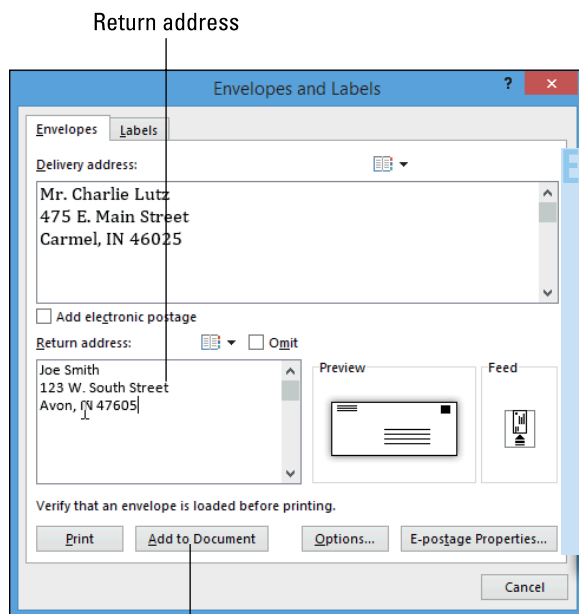 Return address
Envelopes and Labels ? ×
Envelopes Labels
Delivery address:
Mr. Charlie Lutz
475 E. Main Street
Carmel, IN 46025
Add electronic postage
Return address: Omit
Joe Smith
123 W. South Street
Avon, IN 47605
Preview Feed
Verify that an envelope is loaded before printing.
Print Add to Document Options... E-postage Properties...
Cancel
E